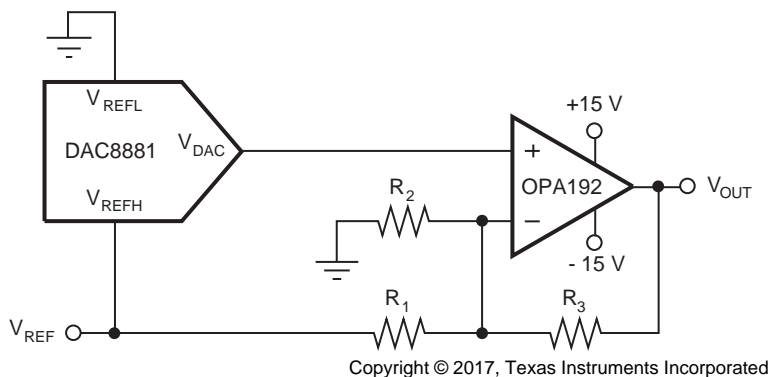 V_REFL
DAC8881
V_DAC
V_REFH
+15 V
+
OPA192
−
V_OUT
- 15 V
R_2
R_1
R_3
V_REF
Copyright © 2017, Texas Instruments Incorporated